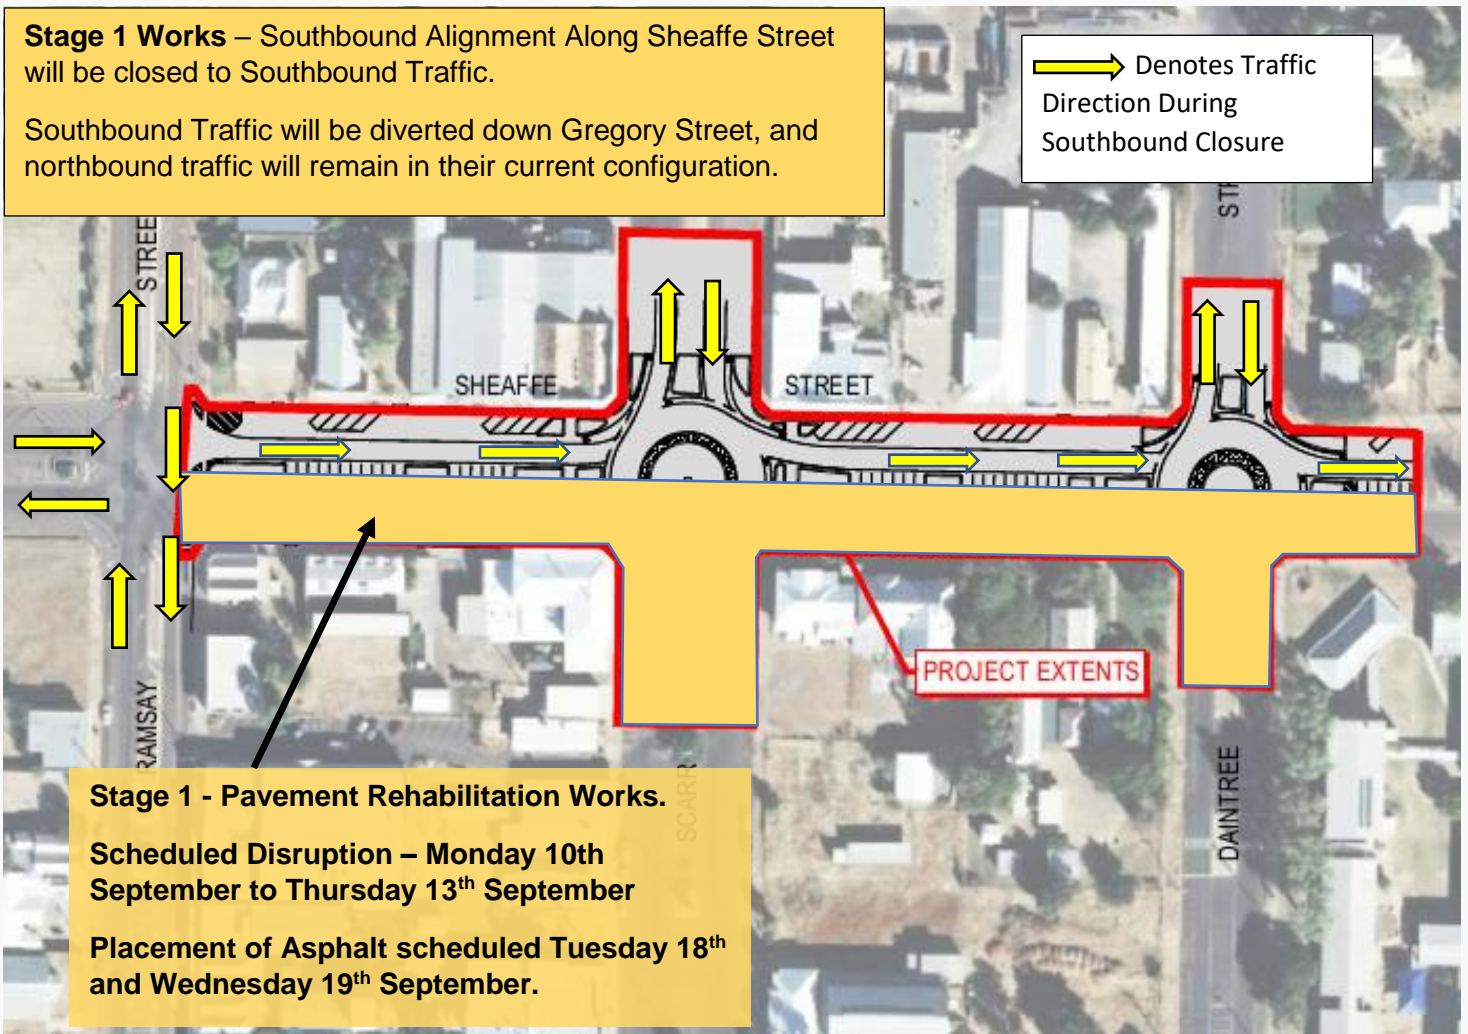 Stage 1 Works – Southbound Alignment Along Sheaffe Street
will be closed to Southbound Traffic.
Southbound Traffic will be diverted down Gregory Street, and
northbound traffic will remain in their current configuration.
Denotes Traffic
Direction During
Southbound Closure
STREE
STR
SHEAFFE
STREET
PROJECT EXTENTS
RAMSAY
SCARR
DAINTREE
Stage 1 - Pavement Rehabilitation Works.
Scheduled Disruption – Monday 10th
September to Thursday 13th September
Placement of Asphalt scheduled Tuesday 18th
and Wednesday 19th September.